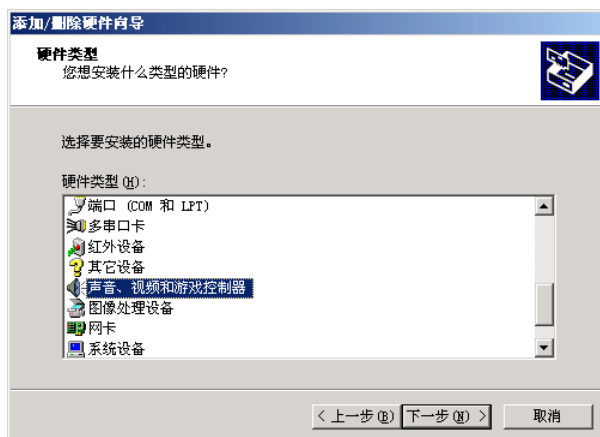 添加/删除硬件向导
硬件类型
您想安装什么类型的硬件?
选择要安装的硬件类型。
硬件类型(H):
端口 (COM 和 LPT)
多串口卡
红外设备
其它设备
声音、视频和游戏控制器
图像处理设备
网卡
系统设备
< 上一步(B) 下一步(N) > 取消